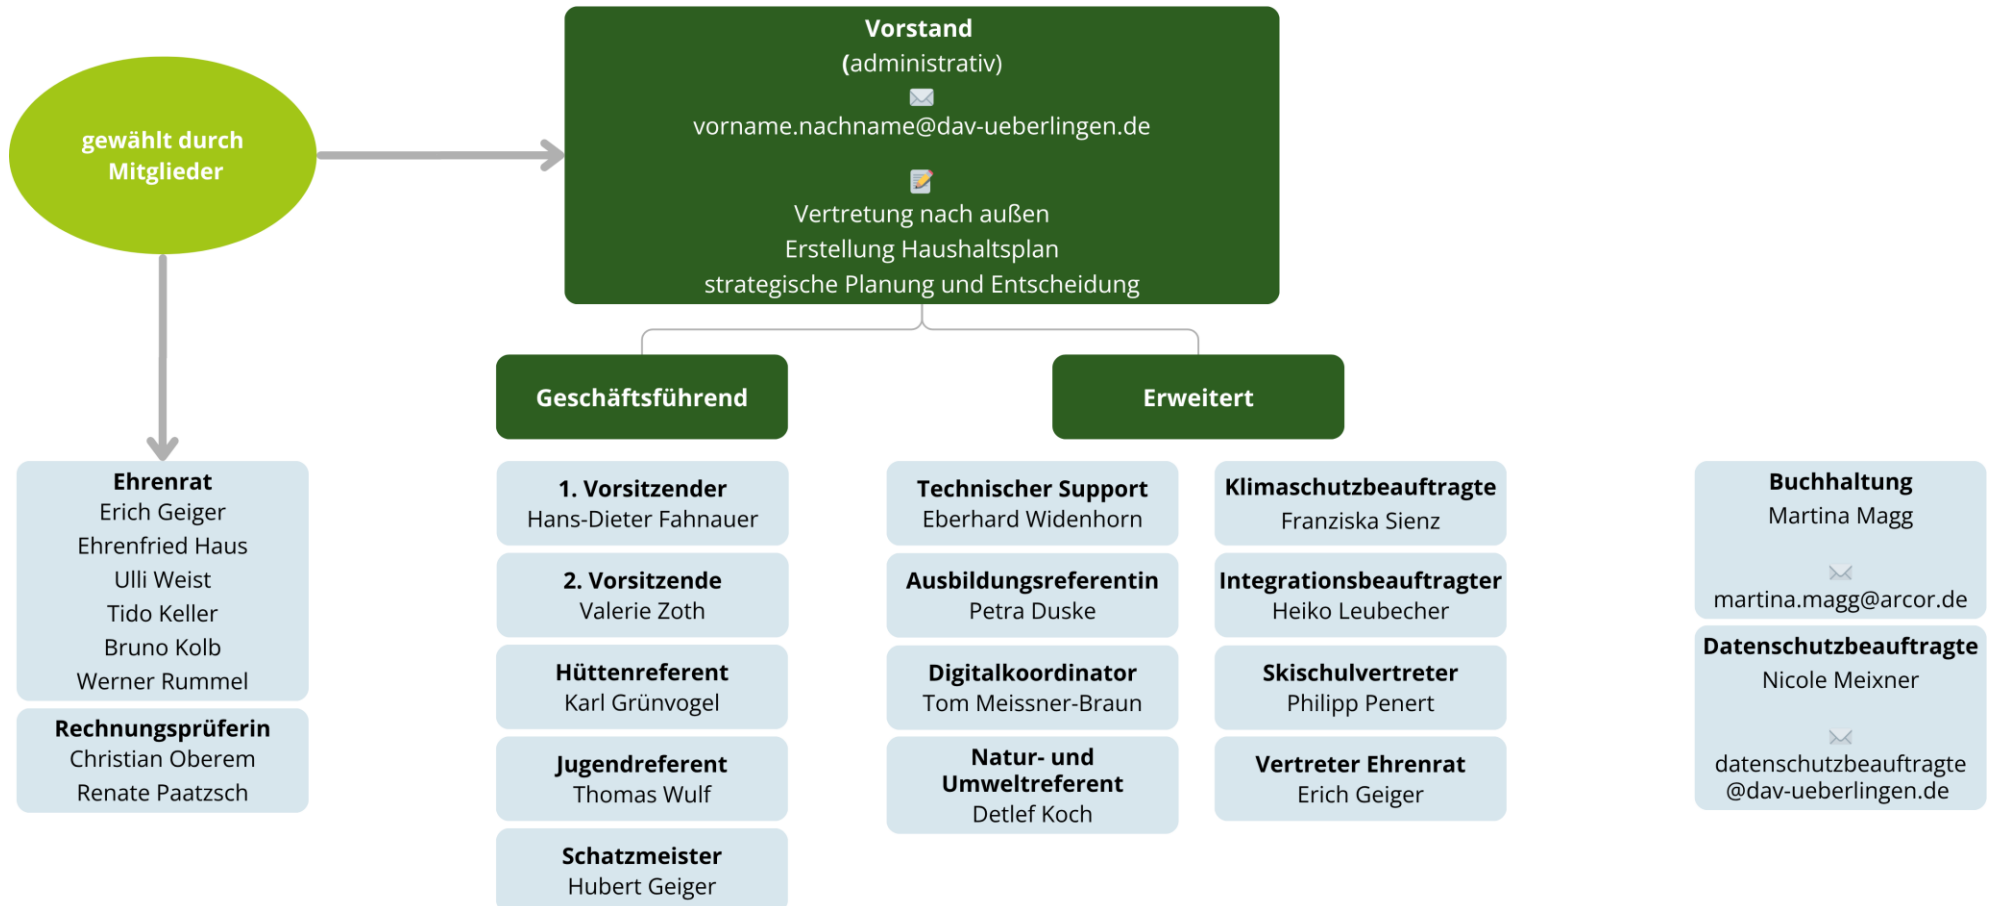 Vorstand
(administrativ)
vorname.nachname@dav-ueberlingen.de
Vertretung nach außen
Erstellung Haushaltsplan
strategische Planung und Entscheidung
gewählt durch
Mitglieder
Geschäftsführend
Erweitert
Ehrenrat
Erich Geiger
Ehrenfried Haus
Ulli Weist
Tido Keller
Bruno Kolb
Werner Rummel
Rechnungsprüferin
Christian Oberem
Renate Paatzsch
1. Vorsitzender
Hans-Dieter Fahnauer
2. Vorsitzende
Valerie Zoth
Hüttenreferent
Karl Grünvogel
Jugendreferent
Thomas Wulf
Schatzmeister
Hubert Geiger
Technischer Support
Eberhard Widenhorn
Ausbildungsreferentin
Petra Duske
Digitalkoordinator
Tom Meissner-Braun
Natur- und
Umweltreferent
Detlef Koch
Klimaschutzbeauftragte
Franziska Sienz
Integrationsbeauftragter
Heiko Leubecher
Skischulvertreter
Philipp Penert
Vertreter Ehrenrat
Erich Geiger
Buchhaltung
Martina Magg
martina.magg@arcor.de
Datenschutzbeauftragte
Nicole Meixner
datenschutzbeauftragte
@dav-ueberlingen.de